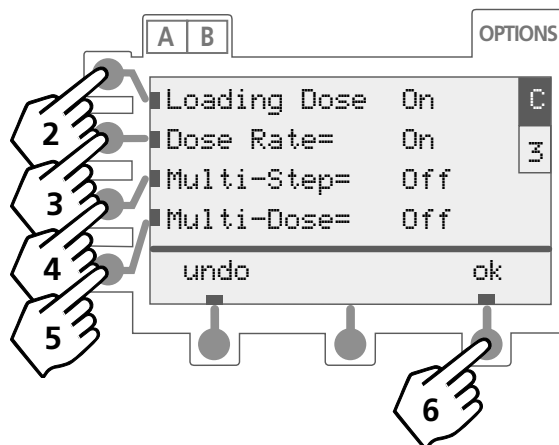 A B
OPTIONS
Loading Dose On
C
Dose Rate= On
3
Multi-Step= Off
Multi-Dose= Off
undo ok
2
3
4
5
6